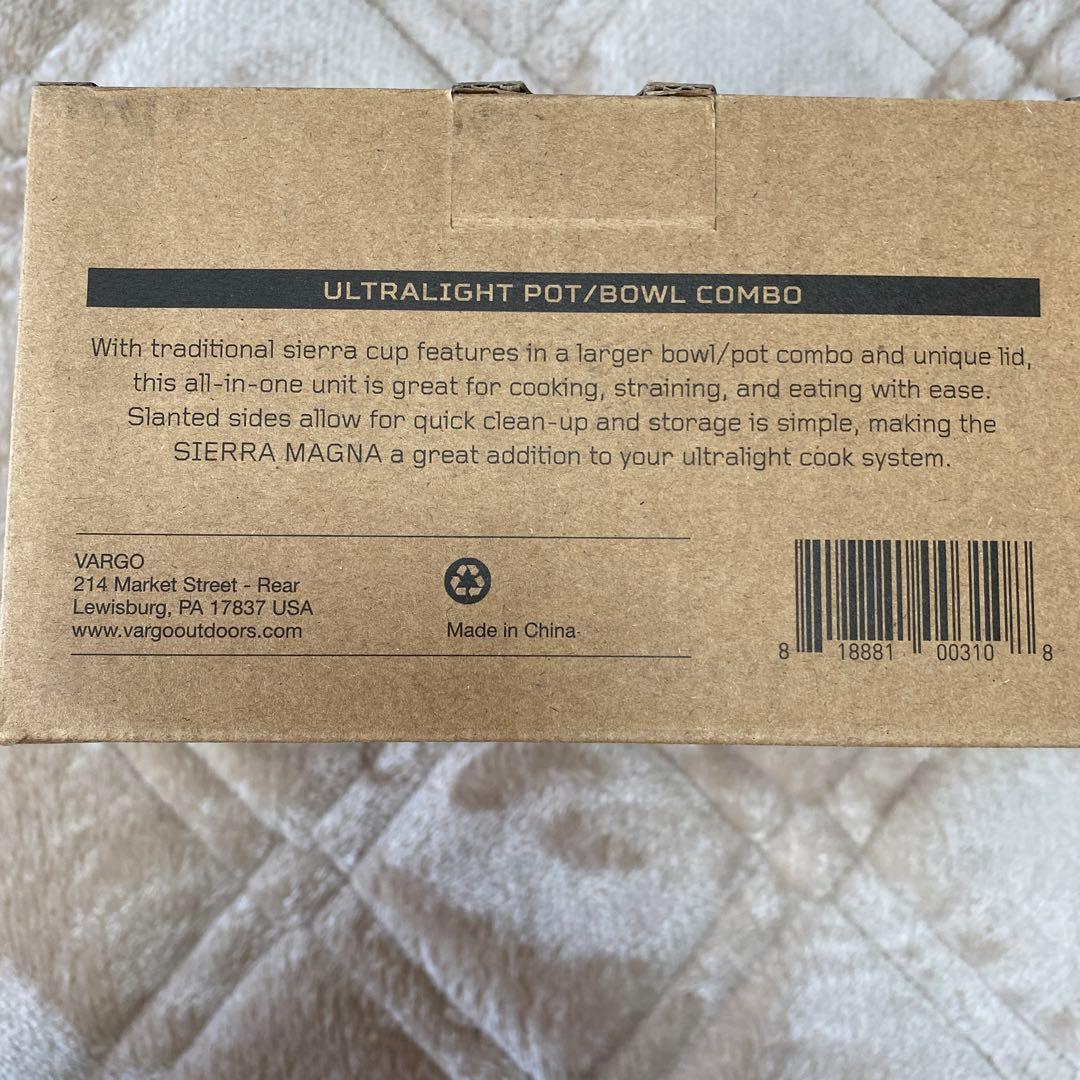 ULTRALIGHT POT/BOWL COMBO
With traditional sierra cup features in a larger bowl/pot combo and unique lid,
this all-in-one unit is great for cooking, straining, and eating with ease.
Slanted sides allow for quick clean-up and storage is simple, making the
SIERRA MAGNA a great addition to your ultralight cook system.
VARGO
214 Market Street - Rear
Lewisburg, PA 17837 USA
www.vargooutdoors.com
Made in China
8 18881 00310 8